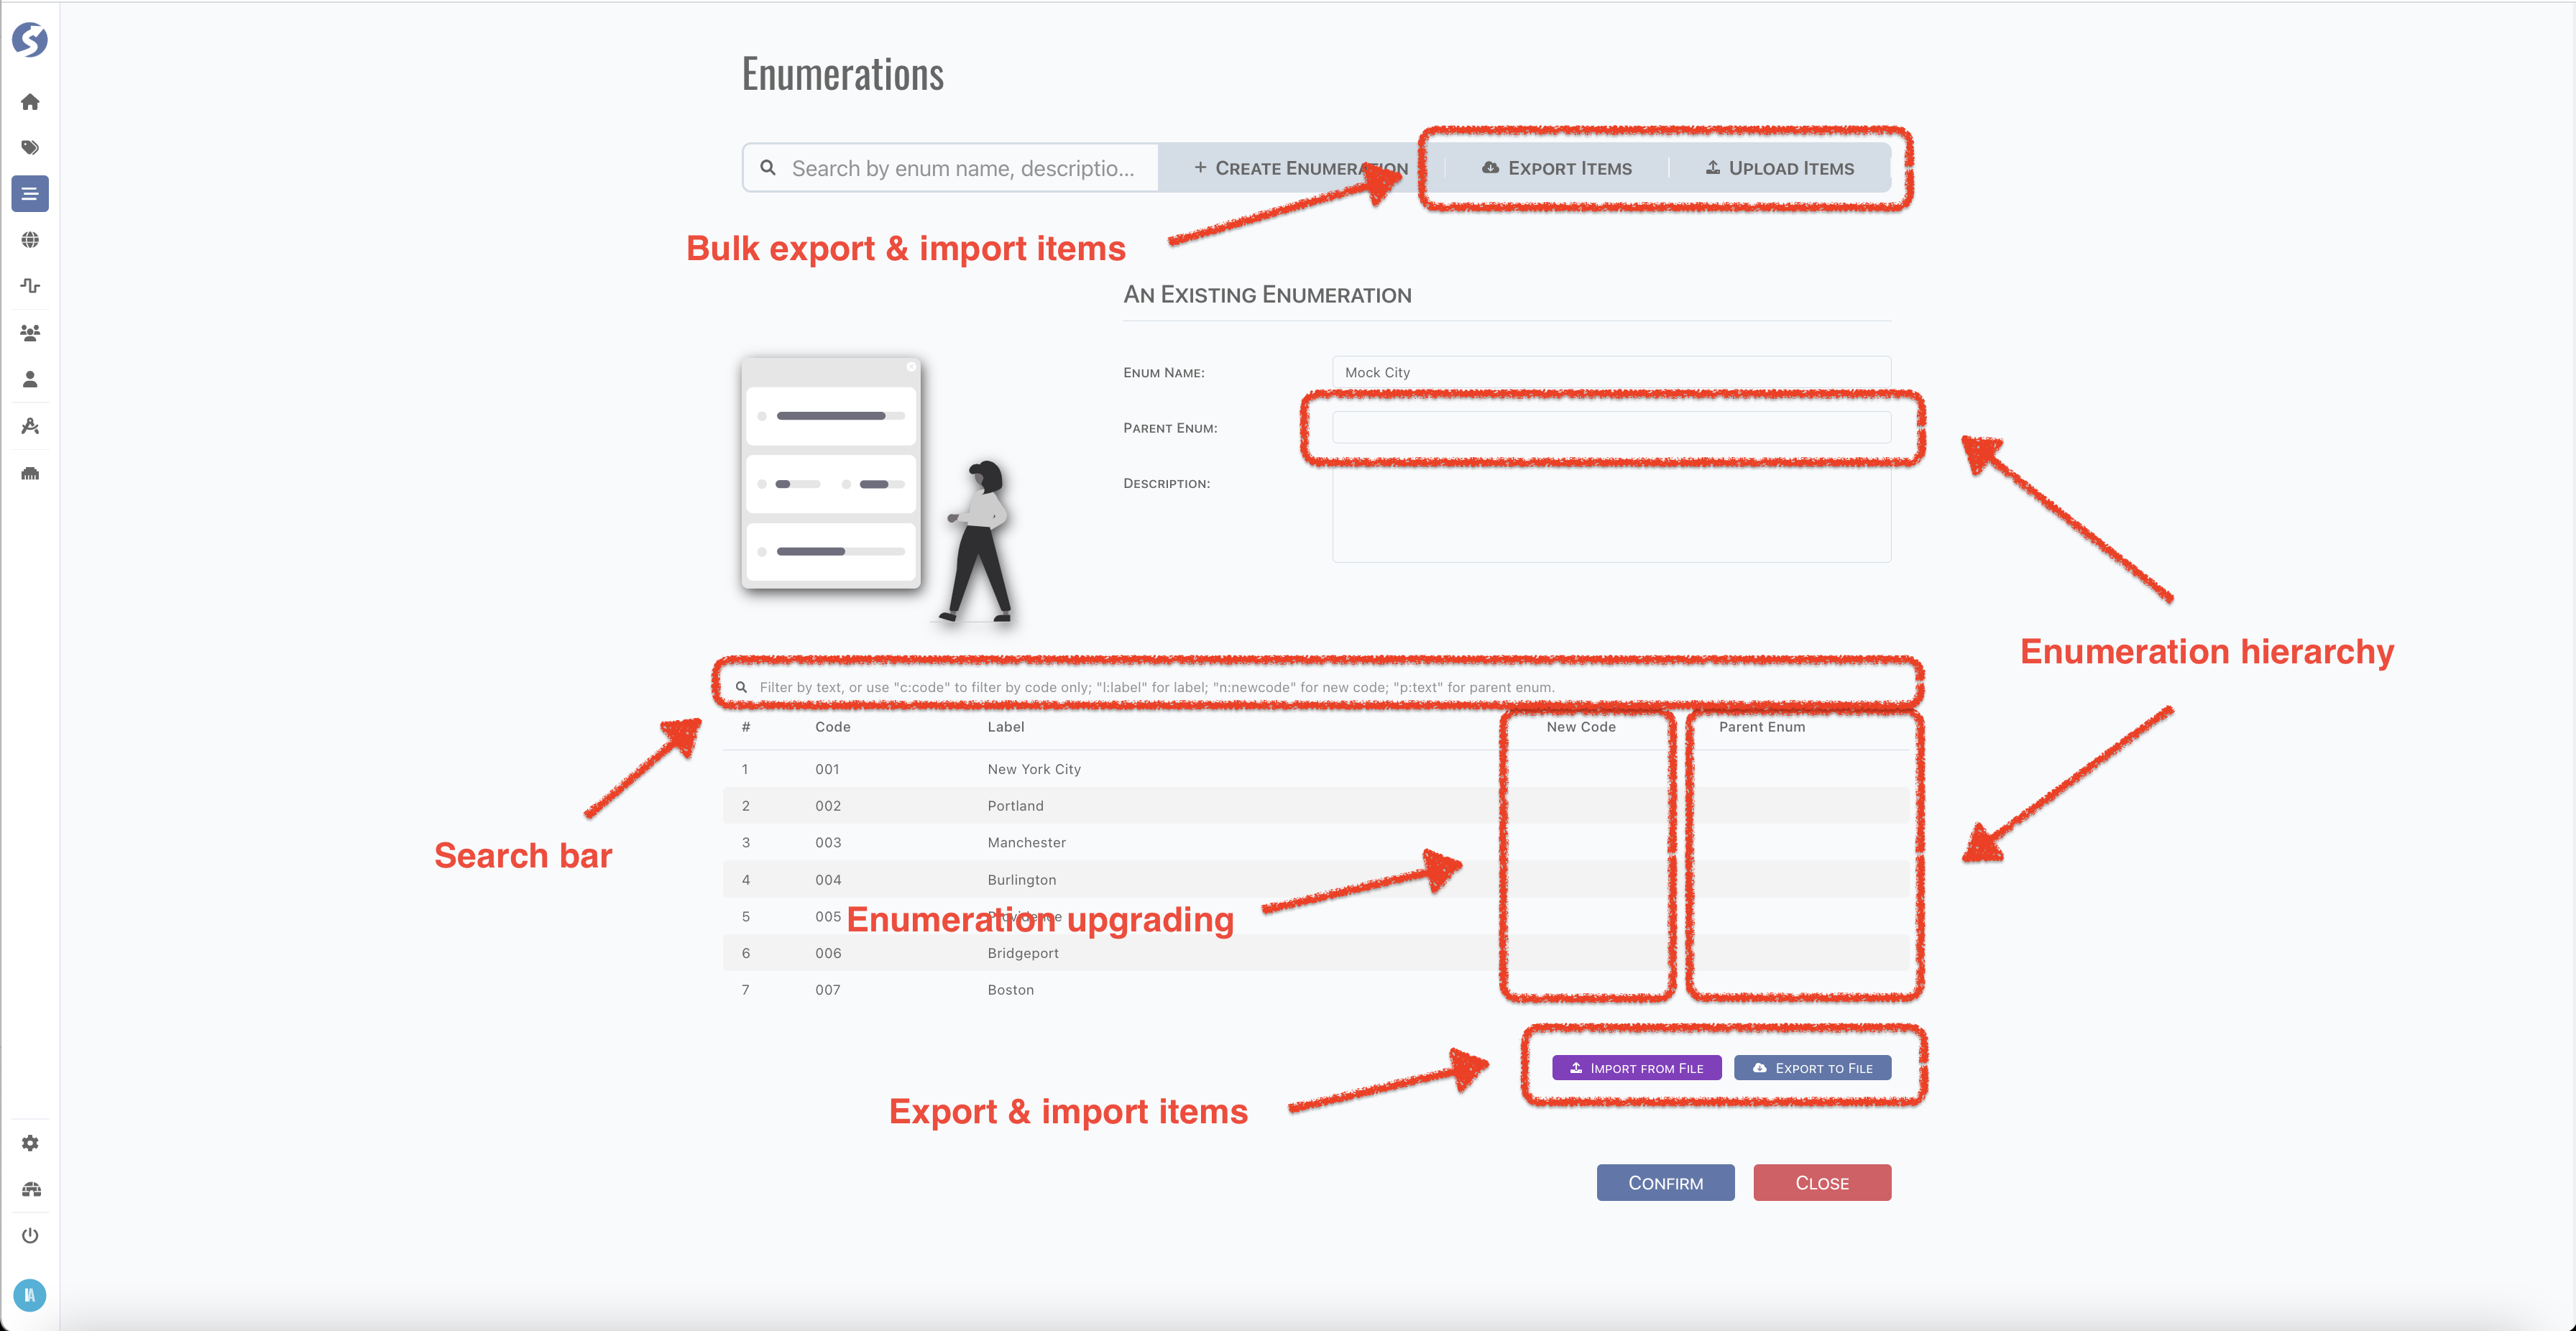 Enumerations
Search by enum name, descriptio...
+ CREATE ENUMERATION
EXPORT ITEMS
UPLOAD ITEMS
Bulk export & import items
AN EXISTING ENUMERATION
ENUM NAME: Mock City
PARENT ENUM:
DESCRIPTION:
Enumeration hierarchy
Filter by text, or use "c:code" to filter by code only; "l:label" for label; "n:newcode" for new code; "p:text" for parent enum.
# Code Label New Code Parent Enum
1 001 New York City
2 002 Portland
3 003 Manchester
Search bar
4 004 Burlington
5 005 Providence
Enumeration upgrading
6 006 Bridgeport
7 007 Boston
IMPORT FROM FILE
EXPORT TO FILE
Export & import items
CONFIRM
CLOSE
IA